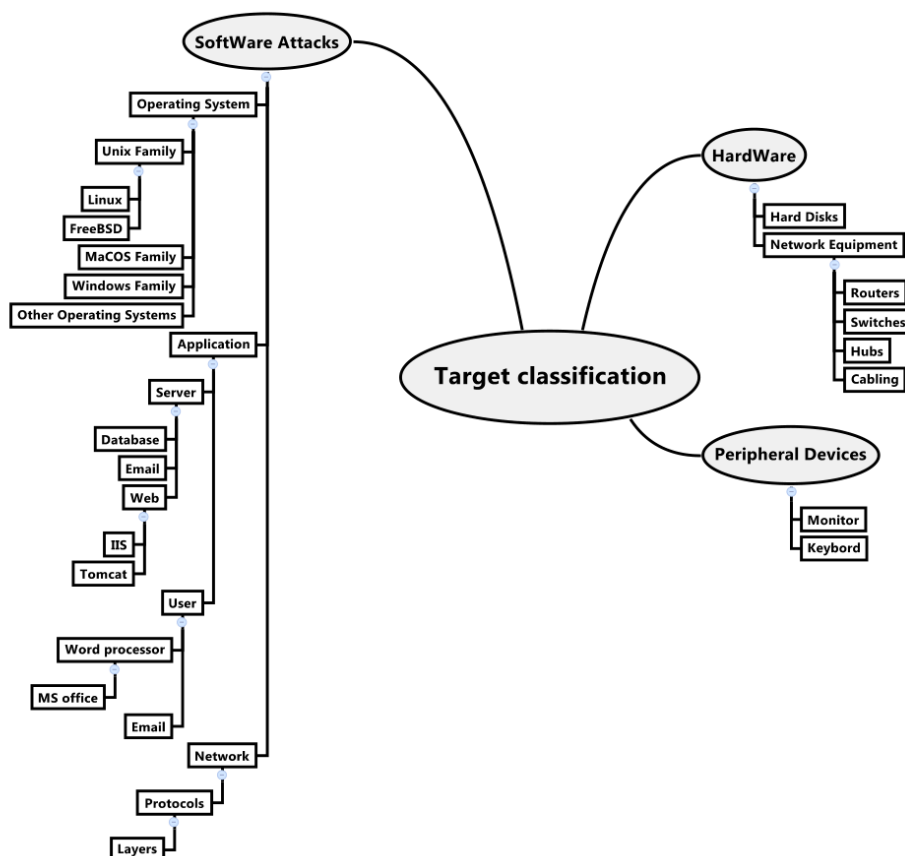 SoftWare Attacks
Operating System
Unix Family
Linux
FreeBSD
MaCOS Family
Windows Family
Other Operating Systems
Application
Server
Database
Email
Web
IIS
Tomcat
User
Word processor
MS office
Email
Network
Protocols
Layers
Target classification
HardWare
Hard Disks
Network Equipment
Routers
Switches
Hubs
Cabling
Peripheral Devices
Monitor
Keybord